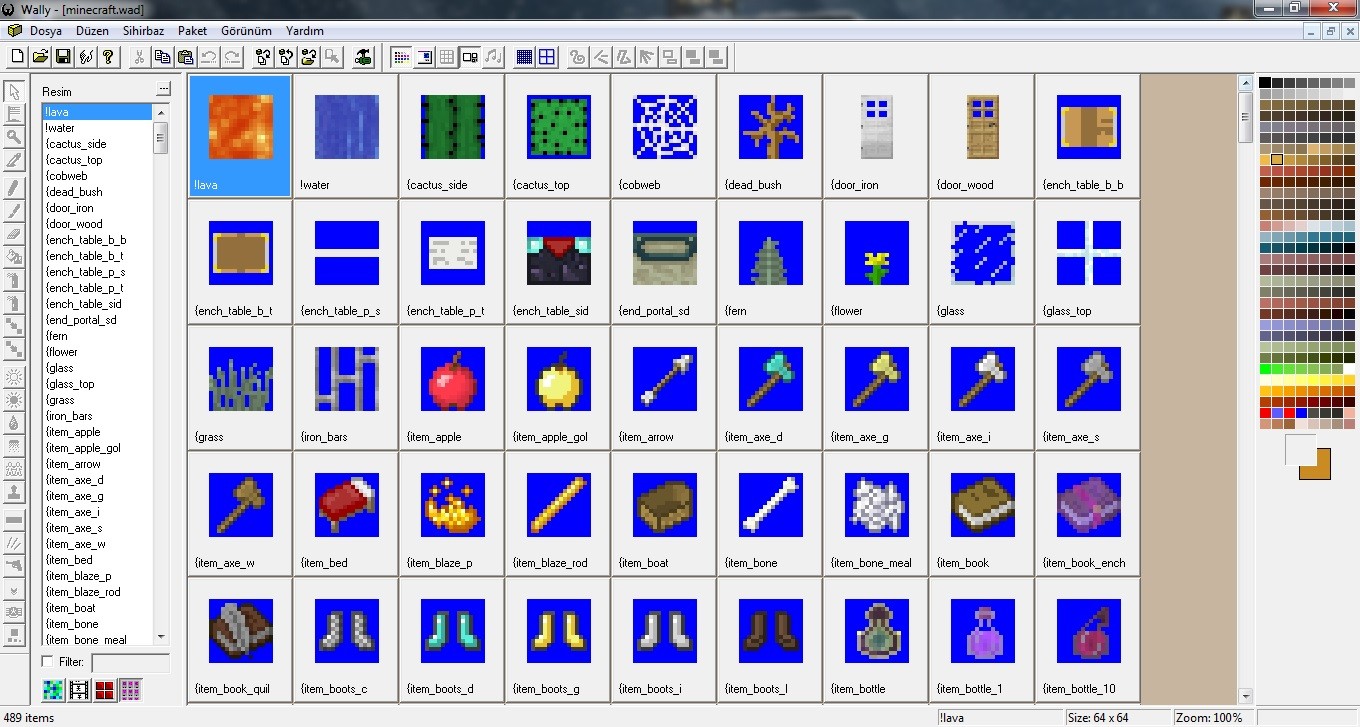 Wally - [minecraft.wad]
Dosya Düzen Sihirbaz Paket Görünüm Yardım
Resim
...
!lava
!water
{cactus_side
{cactus_top
{cobweb
{dead_bush
{door_iron
{door_wood
{ench_table_b_b
{ench_table_b_t
{ench_table_p_s
{ench_table_p_t
{ench_table_sid
{end_portal_sd
{fern
{flower
{glass
{glass_top
{grass
{iron_bars
{item_apple
{item_apple_gol
{item_arrow
{item_axe_d
{item_axe_g
{item_axe_i
{item_axe_s
{item_axe_w
{item_bed
{item_blaze_p
{item_blaze_rod
{item_boat
{item_bone
{item_bone_meal
Filter:
!lava !water {cactus_side {cactus_top {cobweb {dead_bush {door_iron {door_wood {ench_table_b_b
{ench_table_b_t {ench_table_p_s {ench_table_p_t {ench_table_sid {end_portal_sd {fern {flower {glass {glass_top
{grass {iron_bars {item_apple {item_apple_gol {item_arrow {item_axe_d {item_axe_g {item_axe_i {item_axe_s
{item_axe_w {item_bed {item_blaze_p {item_blaze_rod {item_boat {item_bone {item_bone_meal {item_book {item_book_ench
{item_book_quil {item_boots_c {item_boots_d {item_boots_g {item_boots_i {item_boots_l {item_bottle {item_bottle_1 {item_bottle_10
489 items !lava Size: 64 x 64 Zoom: 100%